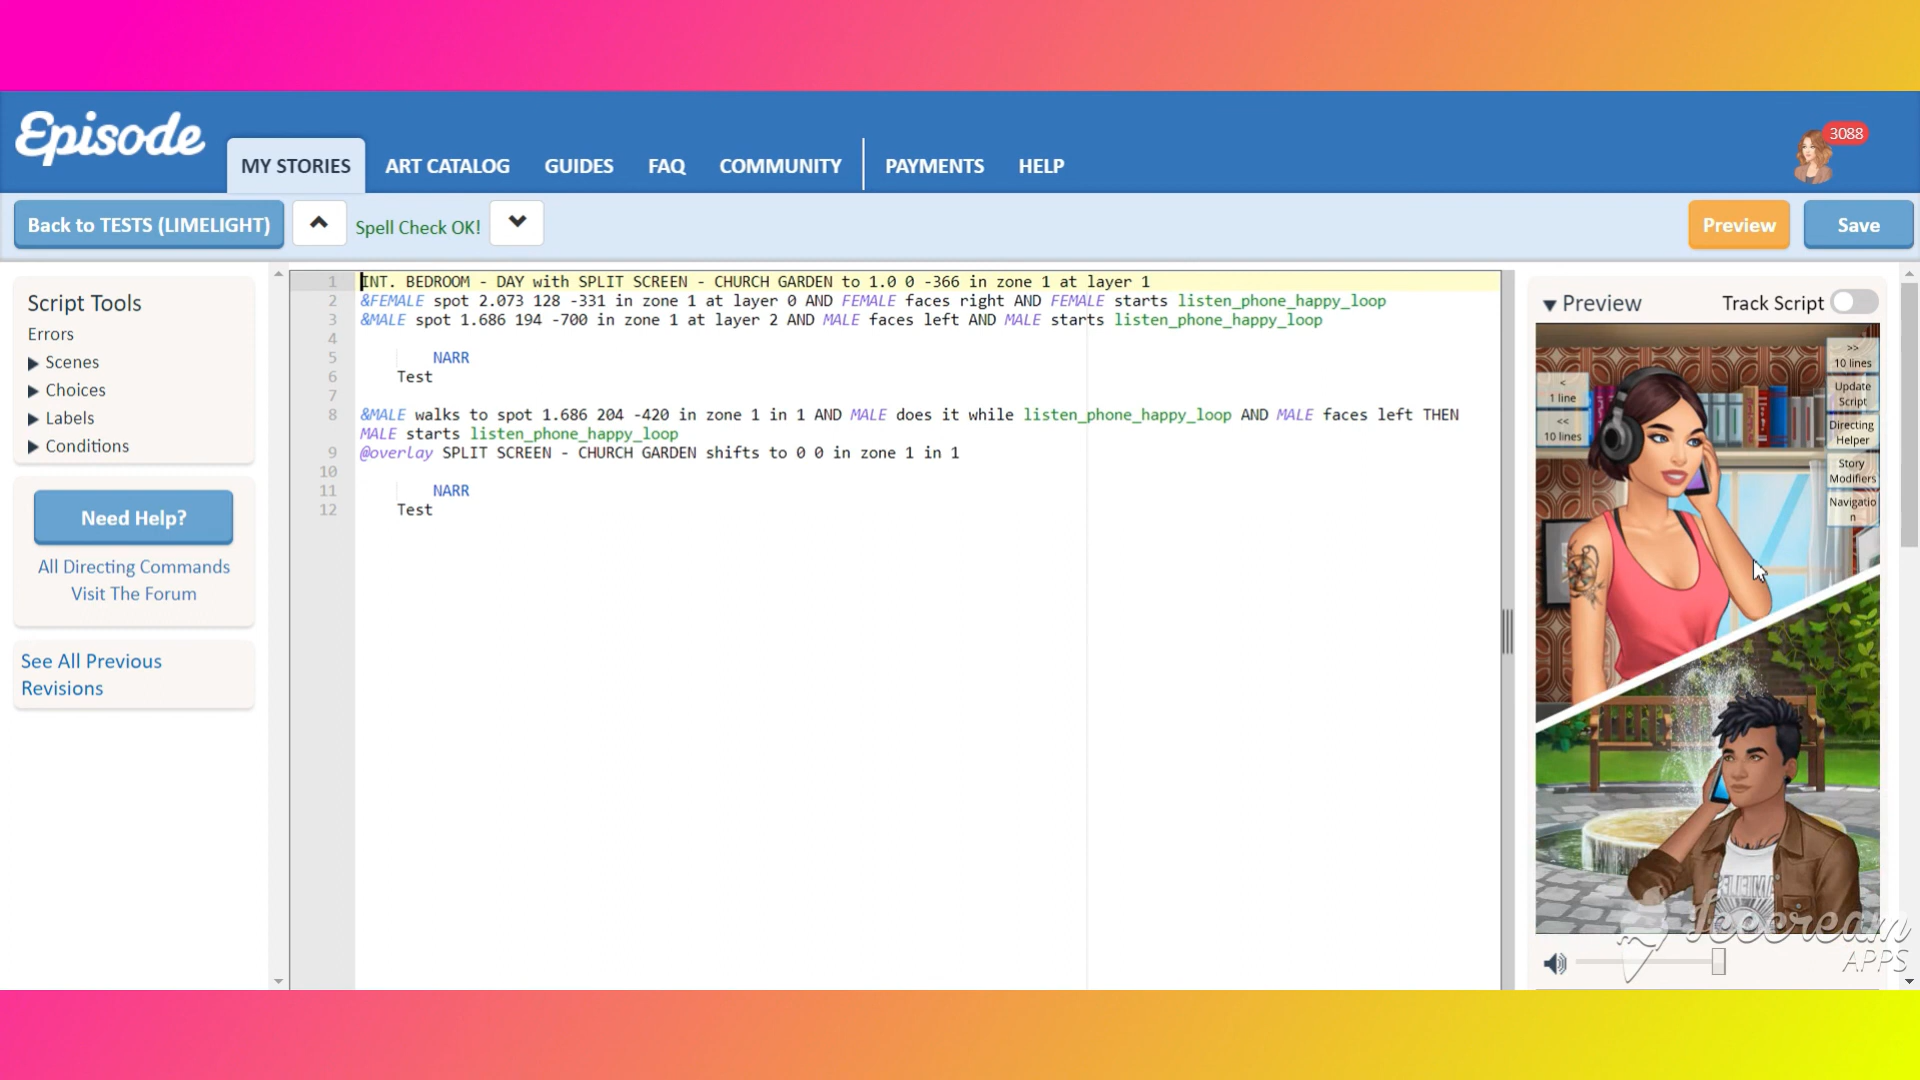 Episode
MY STORIES
ART CATALOG
GUIDES
FAQ
COMMUNITY
PAYMENTS
HELP
3088
Back to TESTS (LIMELIGHT)
Spell Check OK!
Preview
Save
Script Tools
Errors
Scenes
Choices
Labels
Conditions
Need Help?
All Directing Commands
Visit The Forum
See All Previous
Revisions
1 INT. BEDROOM - DAY with SPLIT SCREEN - CHURCH GARDEN to 1.0 0 -366 in zone 1 at layer 1
2 &FEMALE spot 2.073 128 -331 in zone 1 at layer 0 AND FEMALE faces right AND FEMALE starts listen_phone_happy_loop
3 &MALE spot 1.686 194 -700 in zone 1 at layer 2 AND MALE faces left AND MALE starts listen_phone_happy_loop
4
5 NARR
6 Test
7
8 &MALE walks to spot 1.686 204 -420 in zone 1 in 1 AND MALE does it while listen_phone_happy_loop AND MALE faces left THEN
MALE starts listen_phone_happy_loop
9 @overlay SPLIT SCREEN - CHURCH GARDEN shifts to 0 0 in zone 1 in 1
10
11 NARR
12 Test
Preview
Track Script
<
1 line
<<
10 lines
>>
10 lines
Update
Script
Directing
Helper
Story
Modifiers
Navigatio
n
Icecream
APPS